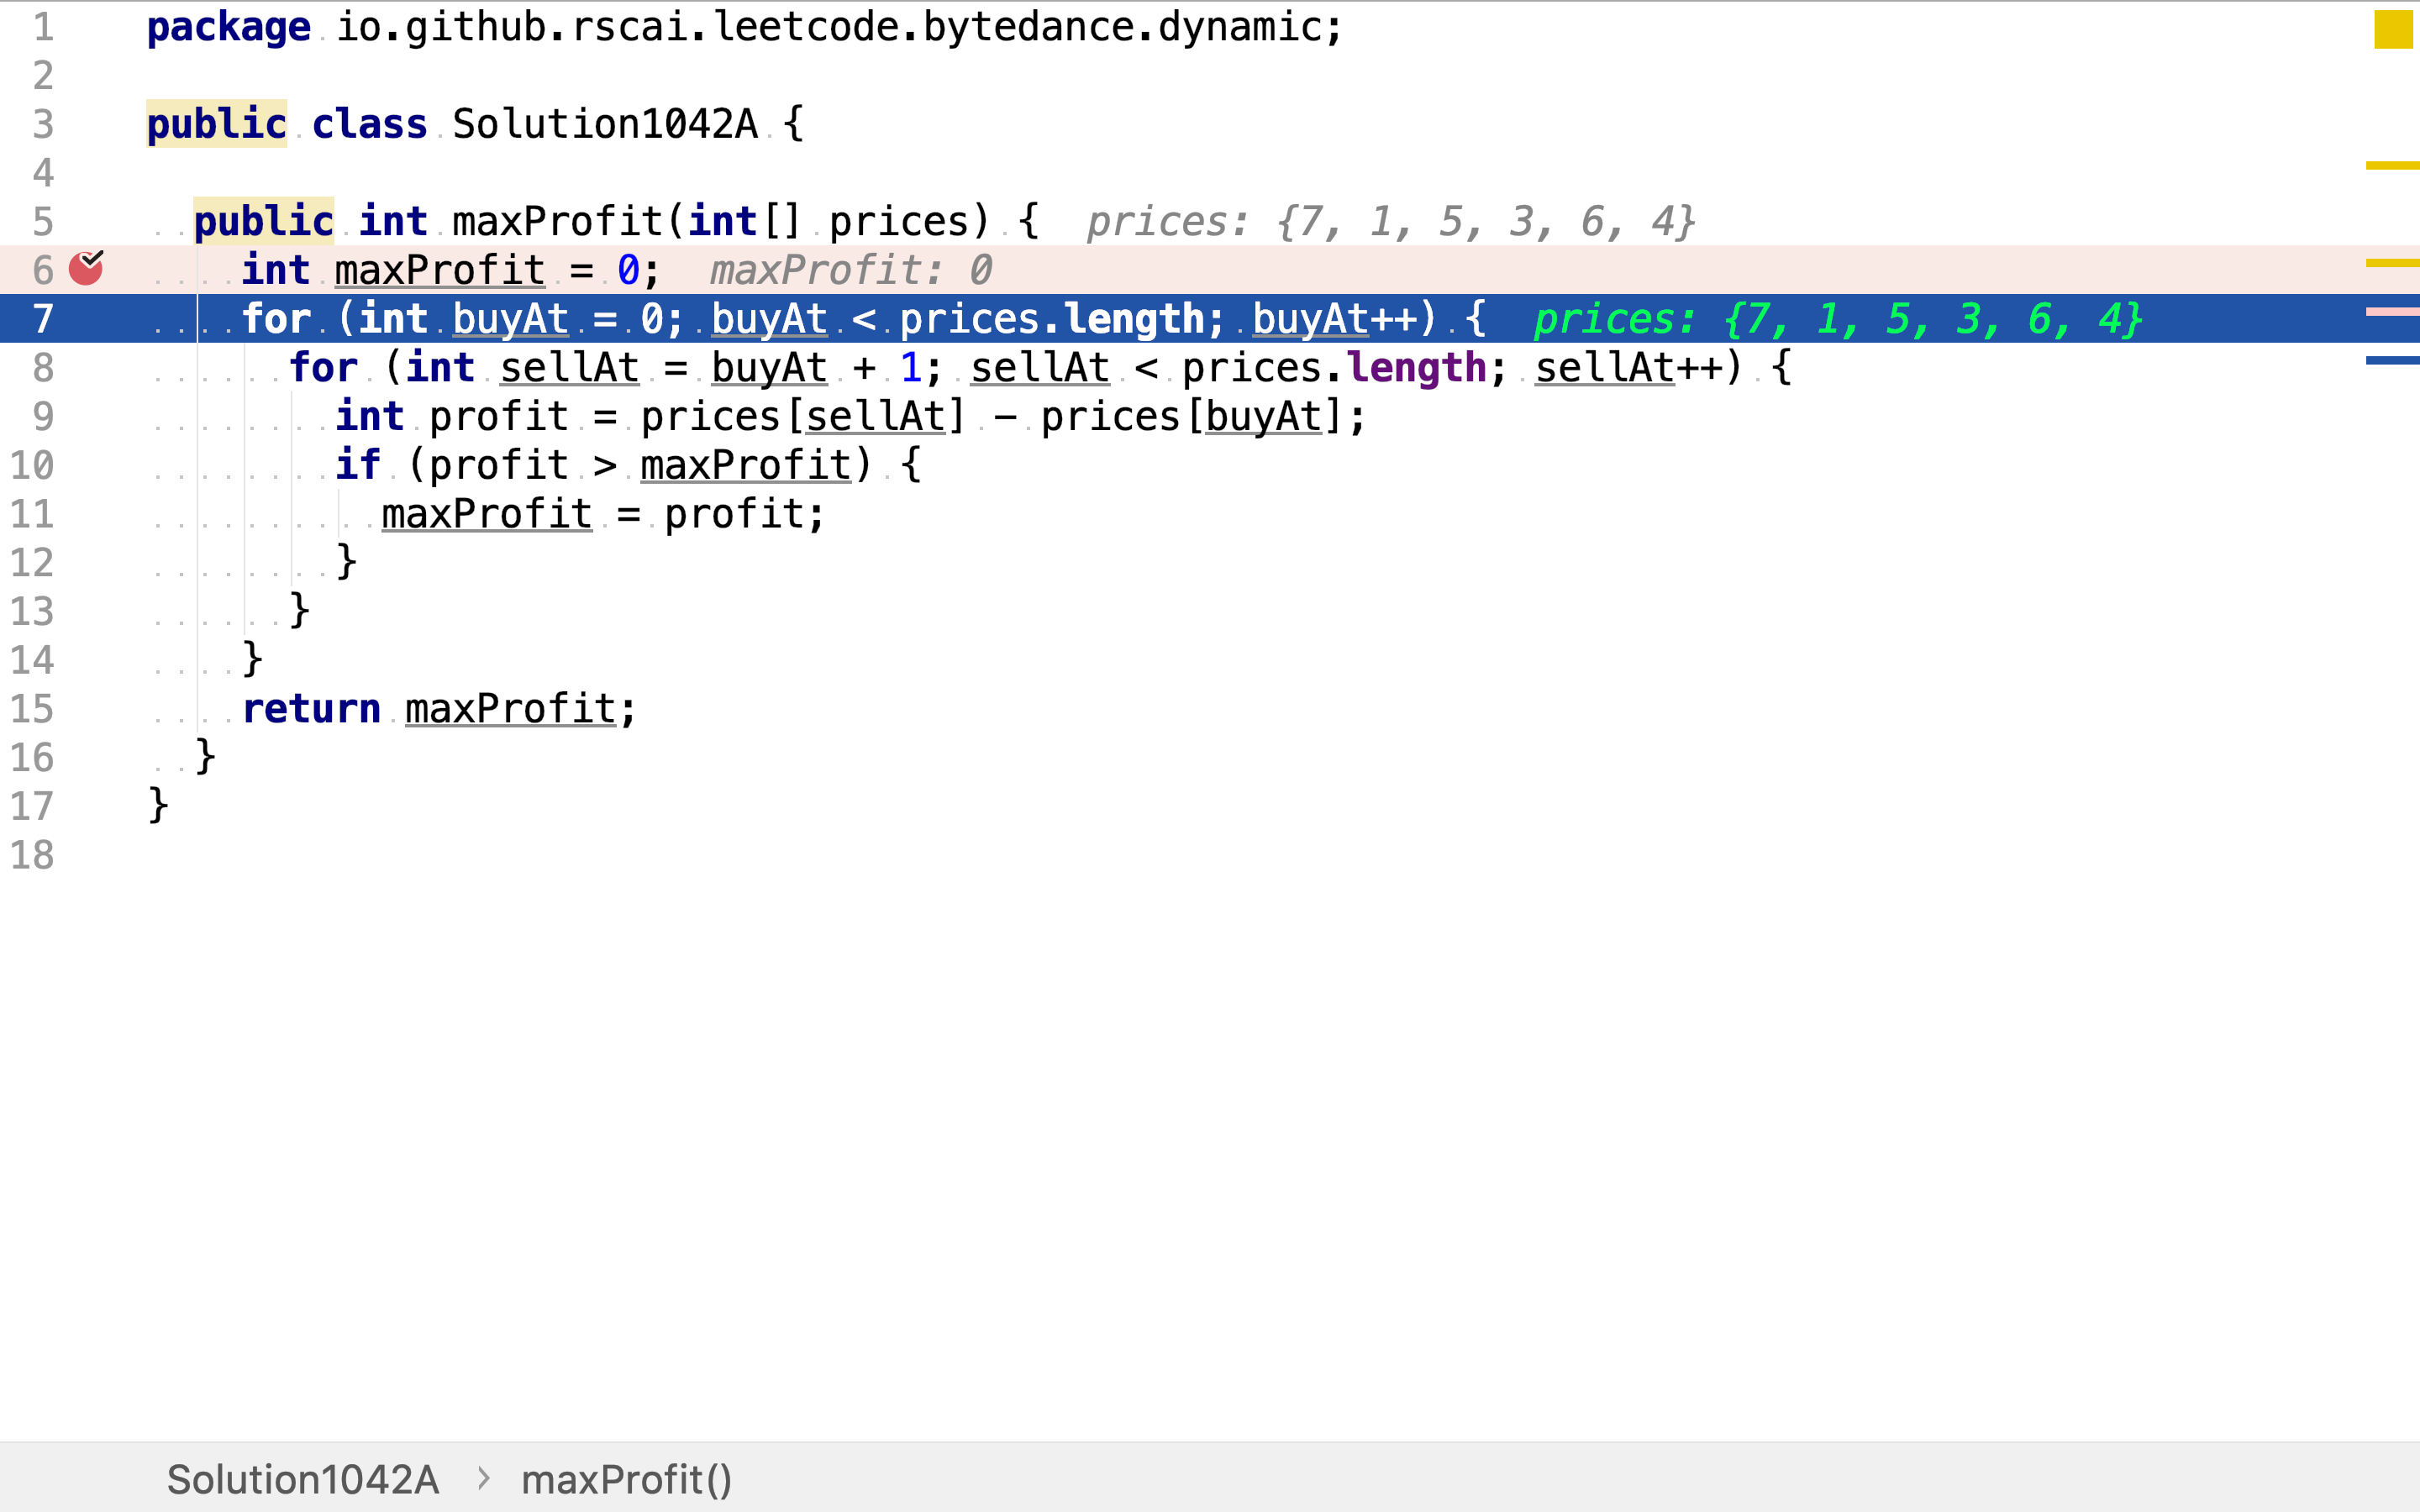 1 package io.github.rscai.leetcode.bytedance.dynamic;
2
3 public class Solution1042A {
4
5   public int maxProfit(int[] prices) {  prices: {7, 1, 5, 3, 6, 4}
6     int maxProfit = 0;  maxProfit: 0
7     for (int buyAt = 0; buyAt < prices.length; buyAt++) {  prices: {7, 1, 5, 3, 6, 4}
8       for (int sellAt = buyAt + 1; sellAt < prices.length; sellAt++) {
9         int profit = prices[sellAt] - prices[buyAt];
10         if (profit > maxProfit) {
11           maxProfit = profit;
12         }
13       }
14     }
15     return maxProfit;
16   }
17 }
18
Solution1042A > maxProfit()